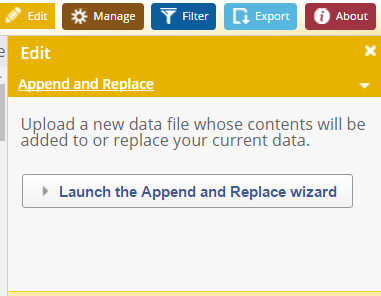 Edit Manage Filter Export About
Edit
Append and Replace
Upload a new data file whose contents will be
added to or replace your current data.
Launch the Append and Replace wizard